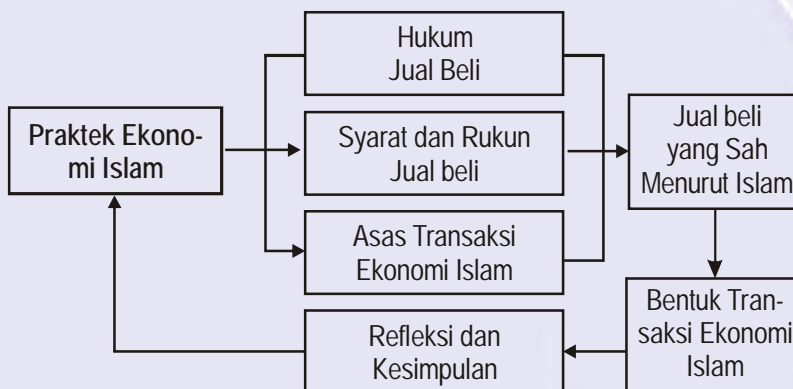 Hukum
Jual Beli
Praktek Ekono-
mi Islam
Syarat dan Rukun
Jual beli
Jual beli
yang Sah
Menurut Islam
Asas Transaksi
Ekonomi Islam
Bentuk Tran-
saksi Ekonomi
Islam
Refleksi dan
Kesimpulan